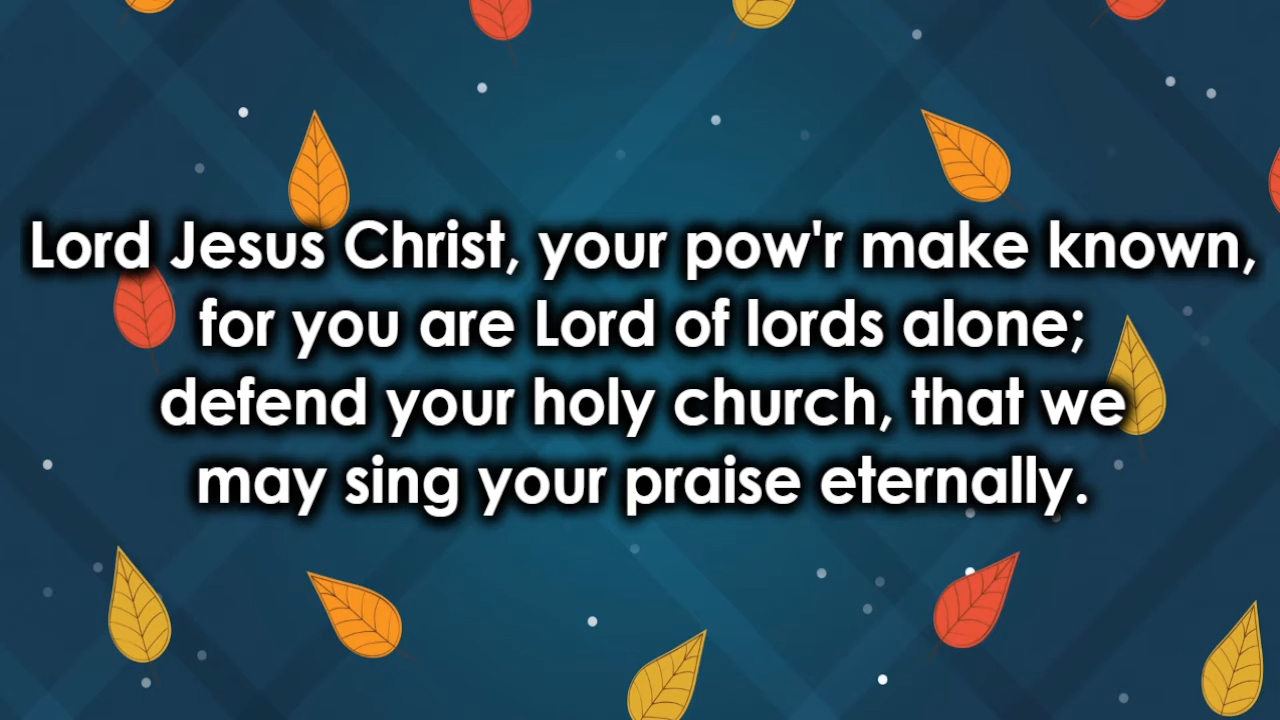 Lord Jesus Christ, your pow'r make known,
for you are Lord of lords alone;
defend your holy church, that we
may sing your praise eternally.